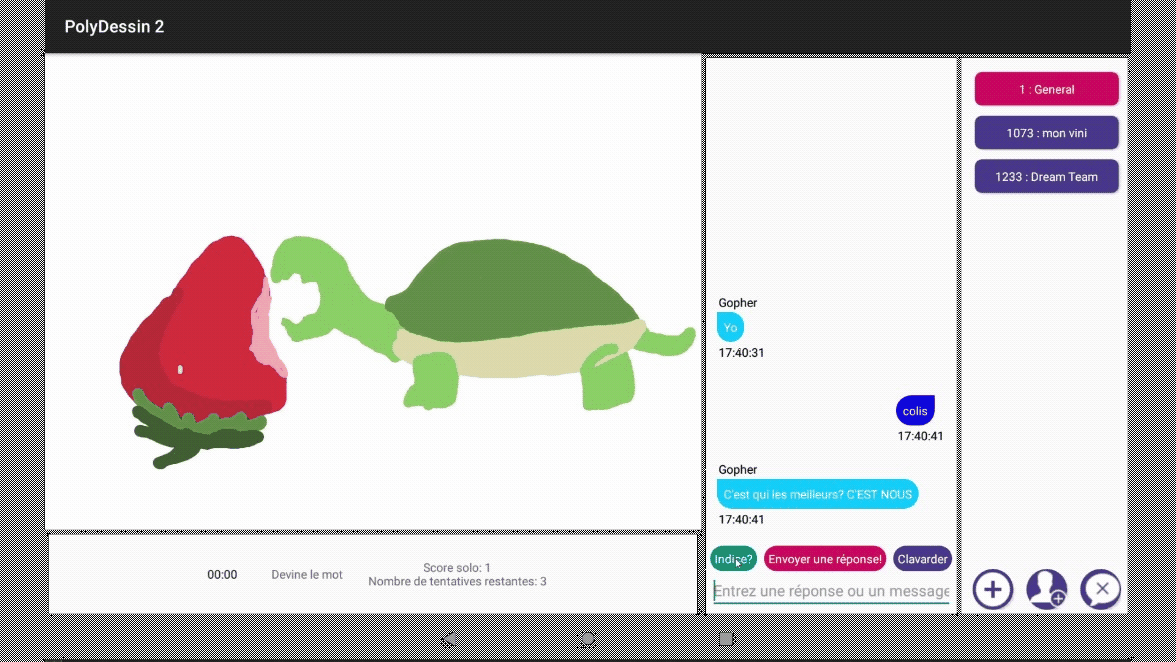 PolyDessin 2
1 : General
1073 : mon vini
1233 : Dream Team
Gopher
Yo
17:40:31
colis
17:40:41
Gopher
C'est qui les meilleurs? C'EST NOUS
17:40:41
Indice?
Envoyer une réponse!
Clavarder
Entrez une réponse ou un message
00:00
Devine le mot
Score solo: 1
Nombre de tentatives restantes: 3